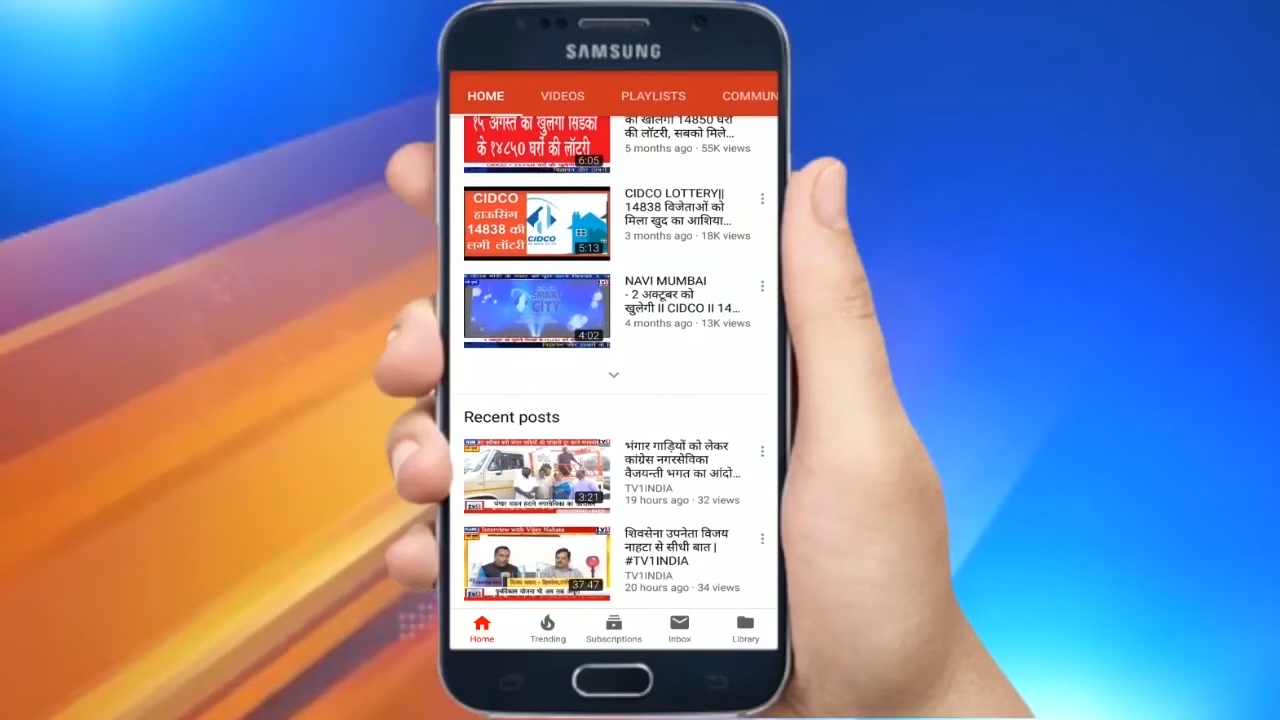 SAMSUNG
HOME VIDEOS PLAYLISTS COMMUN
१५ अगस्त को खुलेगी सिडको
के १४८५० घरों की लॉटरी
6:05
को खोलेगी 14850 घरों
की लॉटरी, सबको मिले...
5 months ago · 55K views
CIDCO
हाऊसिंग
14838 की
लगी लॉटरी
CIDCO
5:13
CIDCO LOTTERY||
14838 विजेताओं को
मिला खुद का आशिया...
3 months ago · 18K views
SMART
CITY
4:02
NAVI MUMBAI
- 2 अक्टूबर को
खुलेगी II CIDCO II 14...
4 months ago · 13K views
Recent posts
3:21
भंगार गाड़ियों को लेकर
कांग्रेस नगरसेविका
वैजयन्ती भगत का आंदो...
TV1INDIA
19 hours ago · 32 views
Interview with Vijay Nahata
37:47
शिवसेना उपनेता विजय
नाहटा से सीधी बात |
#TV1INDIA
TV1INDIA
20 hours ago · 34 views
Home Trending Subscriptions Inbox Library